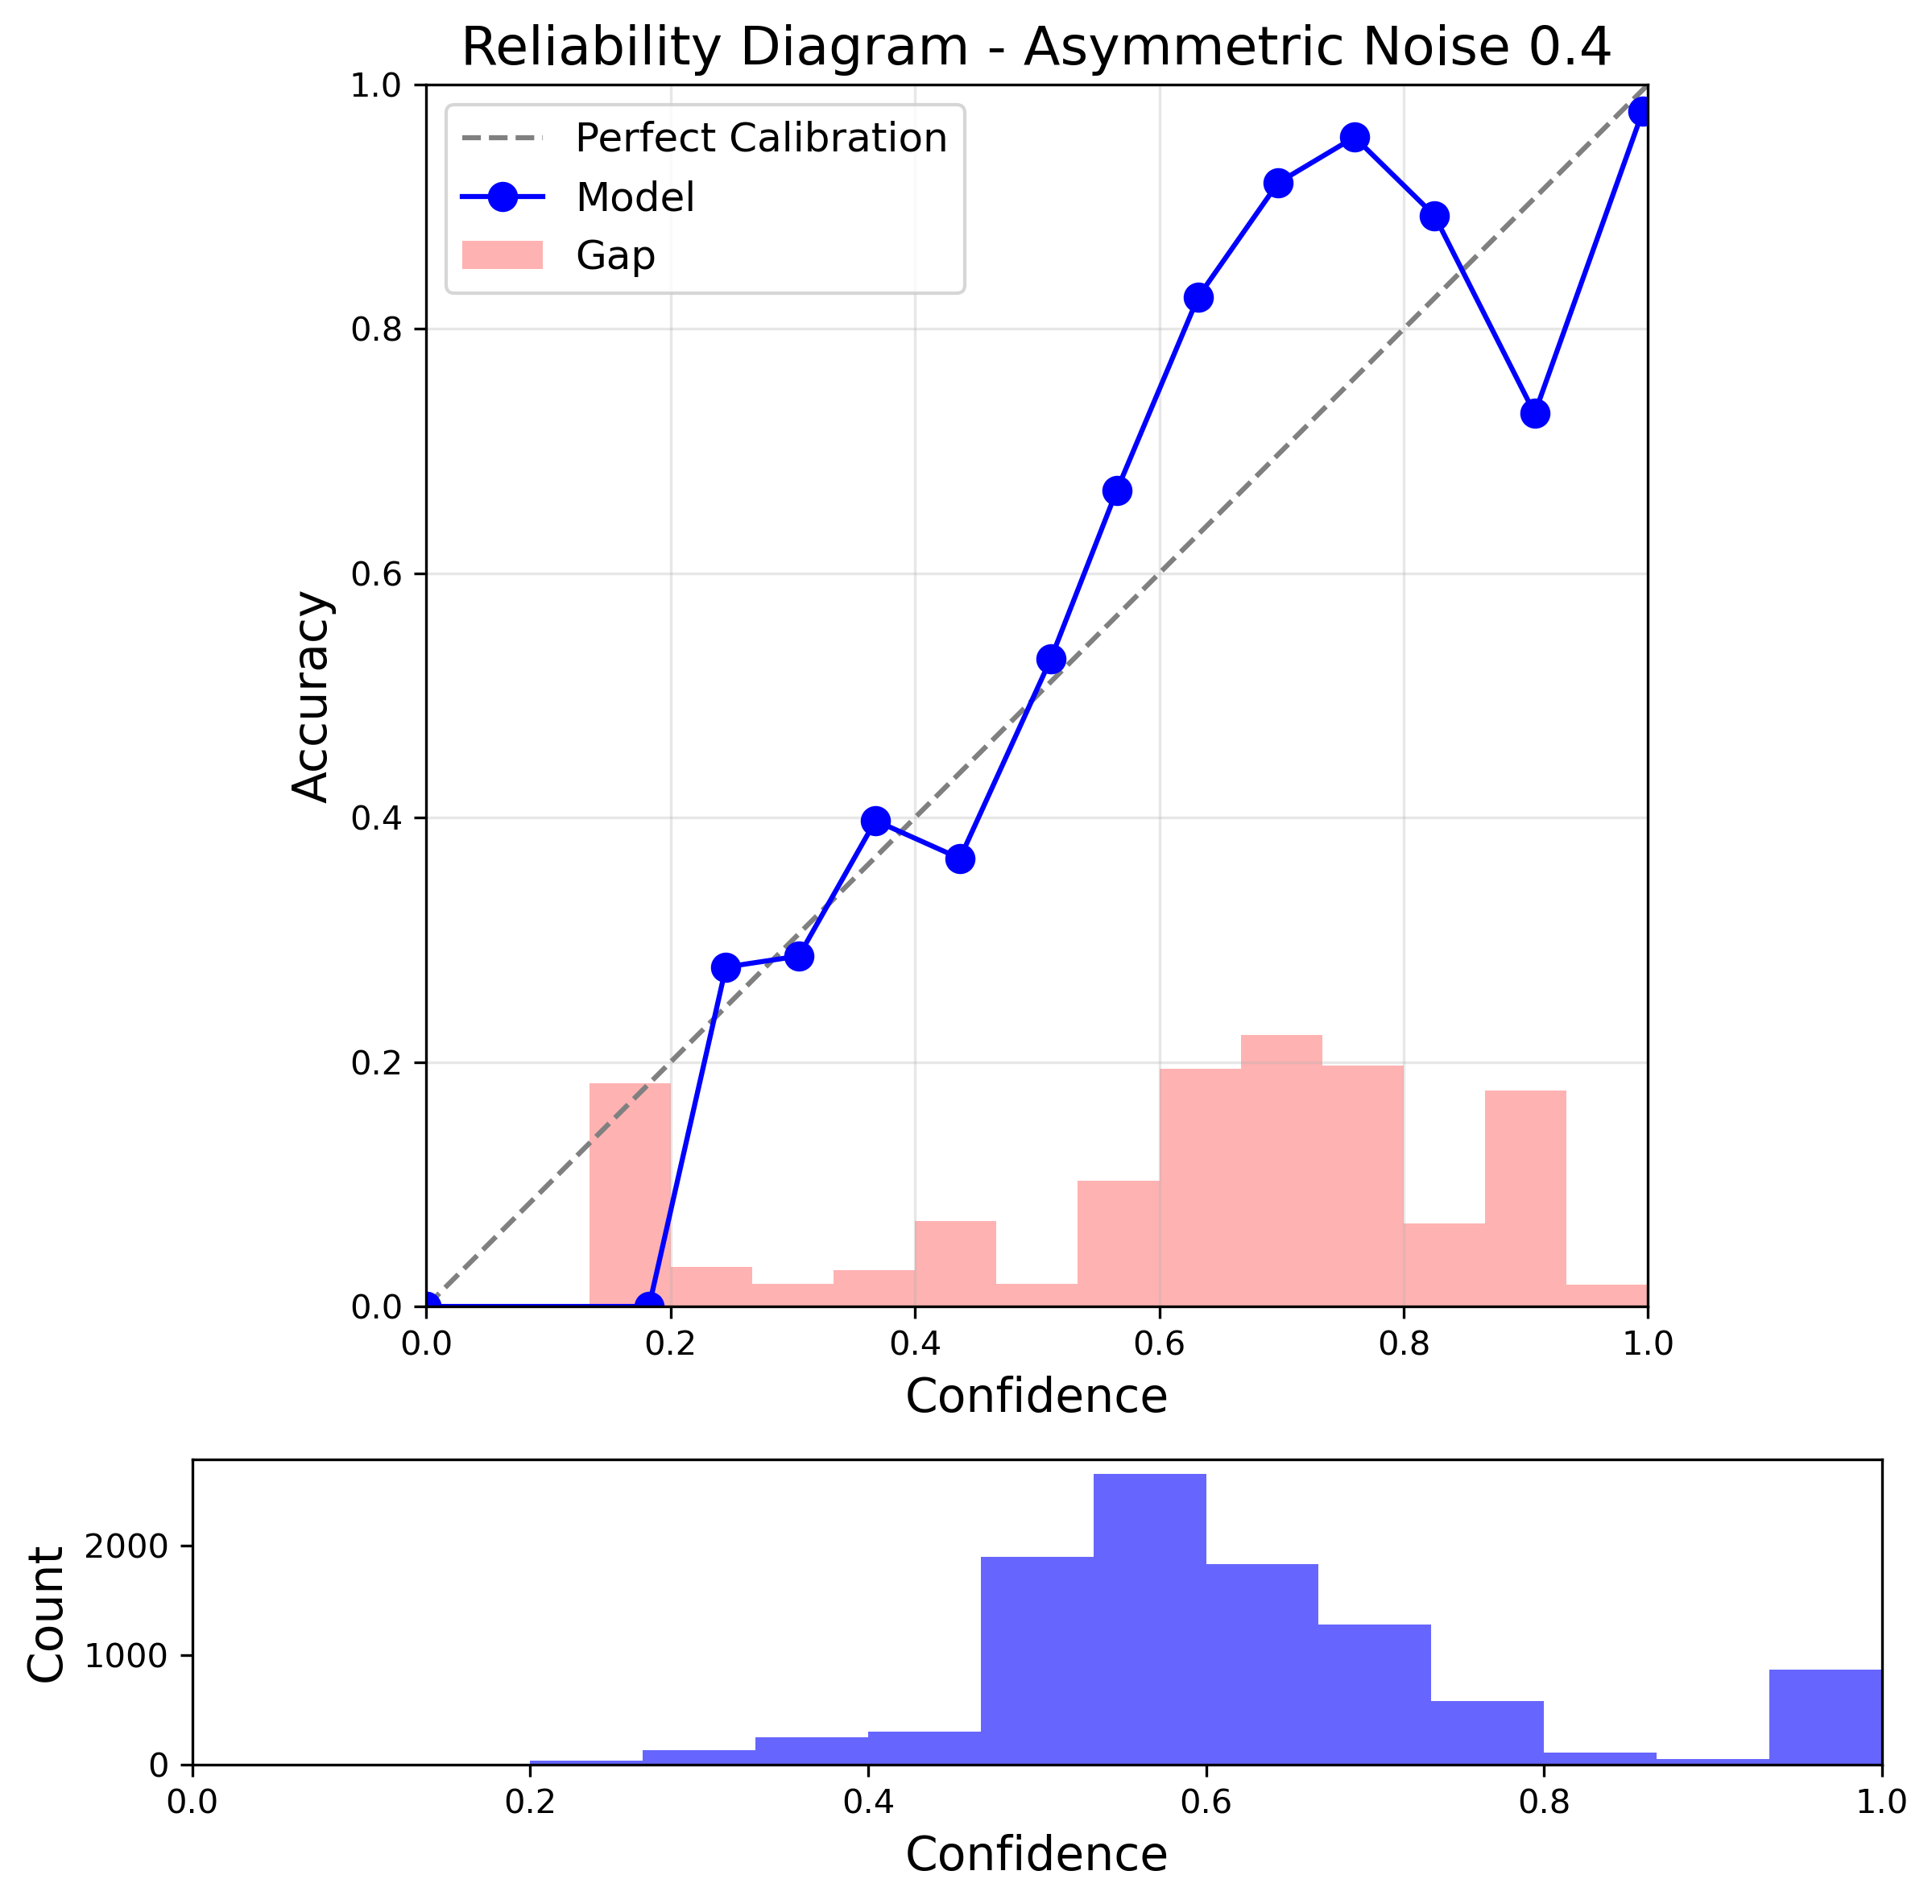 Reliability Diagram - Asymmetric Noise 0.4
Perfect Calibration
Model
Gap
1.0
0.8
0.6
0.4
0.2
0.0
Accuracy
0.0 0.2 0.4 0.6 0.8 1.0
Confidence
2000
1000
0
Count
0.0 0.2 0.4 0.6 0.8 1.0
Confidence